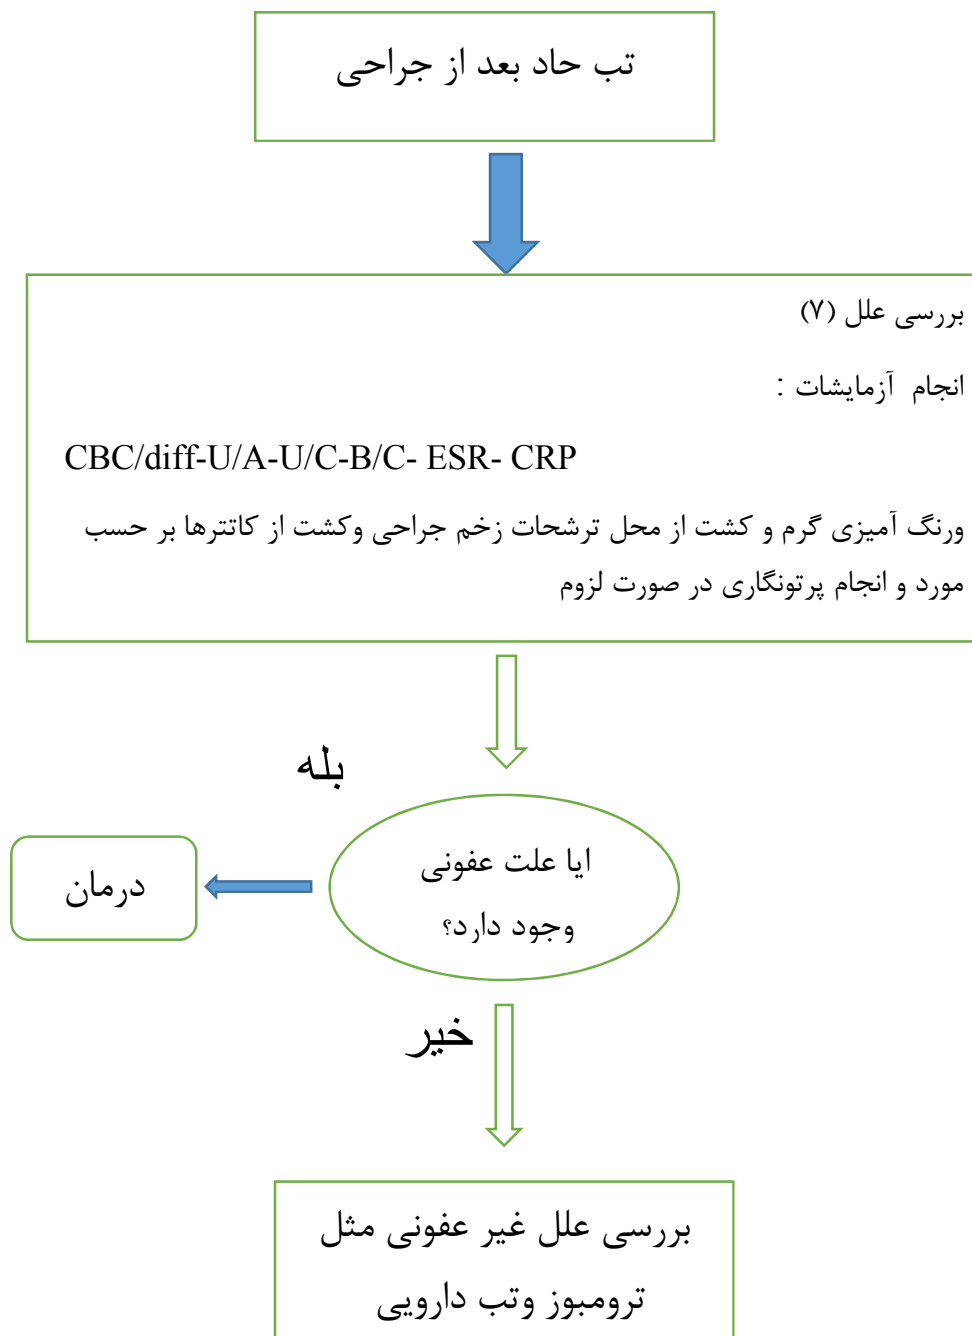 تب حاد بعد از جراحی
بررسی علل (۷)
انجام آزمایشات :
CBC/diff-U/A-U/C-B/C- ESR- CRP
ورنگ آمیزی گرم و کشت از محل ترشحات زخم جراحی وکشت از کاتترها بر حسب
مورد و انجام پرتونگاری در صورت لزوم
بله
ایا علت عفونی
وجود دارد؟
درمان
خیر
بررسی علل غیر عفونی مثل
ترومبوز وتب دارویی